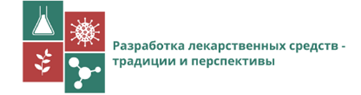 Разработка лекарственных средств -
традиции и перспективы